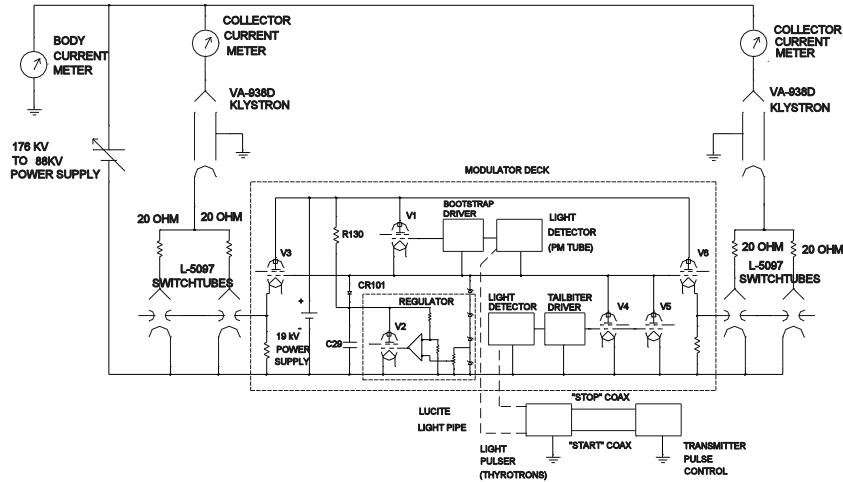 BODY
CURRENT
METER
COLLECTOR
CURRENT
METER
COLLECTOR
CURRENT
METER
VA-938D
KLYSTRON
VA-938D
KLYSTRON
176 KV
TO 88KV
POWER SUPPLY
MODULATOR DECK
20 OHM
20 OHM
L-5097
SWITCHTUBES
V3
R130
V1
BOOTSTRAP
DRIVER
LIGHT
DETECTOR
(PM TUBE)
V6
20 OHM
20 OHM
L-5097
SWITCHTUBES
CR101
REGULATOR
+
-
19 kV
POWER
SUPPLY
C29
V2
LIGHT
DETECTOR
TAILBITER
DRIVER
V4
V5
"STOP" COAX
LUCITE
LIGHT PIPE
"START" COAX
LIGHT
PULSER
(THYROTRONS)
TRANSMITTER
PULSE
CONTROL